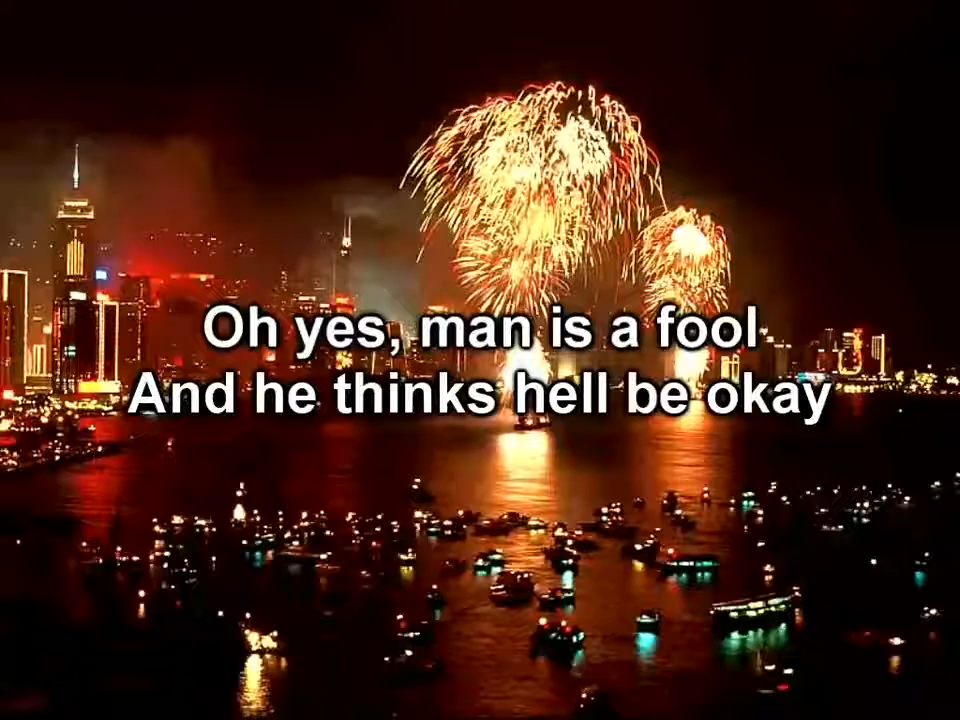 Oh yes, man is a fool
And he thinks hell be okay